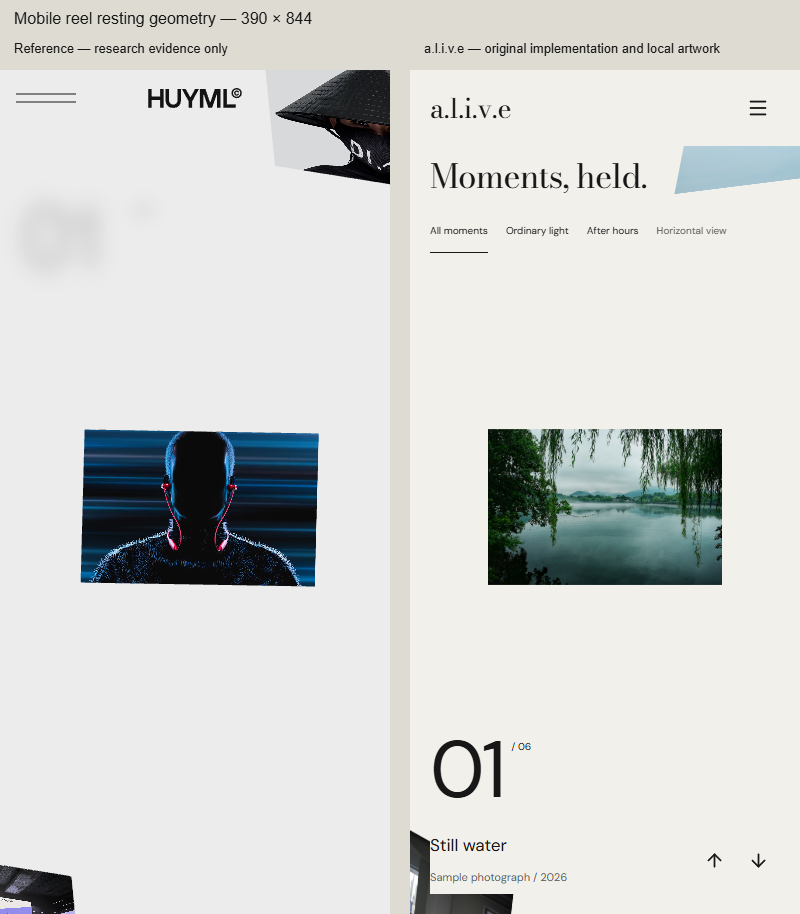 Mobile reel resting geometry — 390 × 844
Reference — research evidence only
a.l.i.v.e — original implementation and local artwork
HUYML©
01
a.l.i.v.e
Moments, held.
All moments Ordinary light After hours Horizontal view
01 / 06
Still water
Sample photograph / 2026